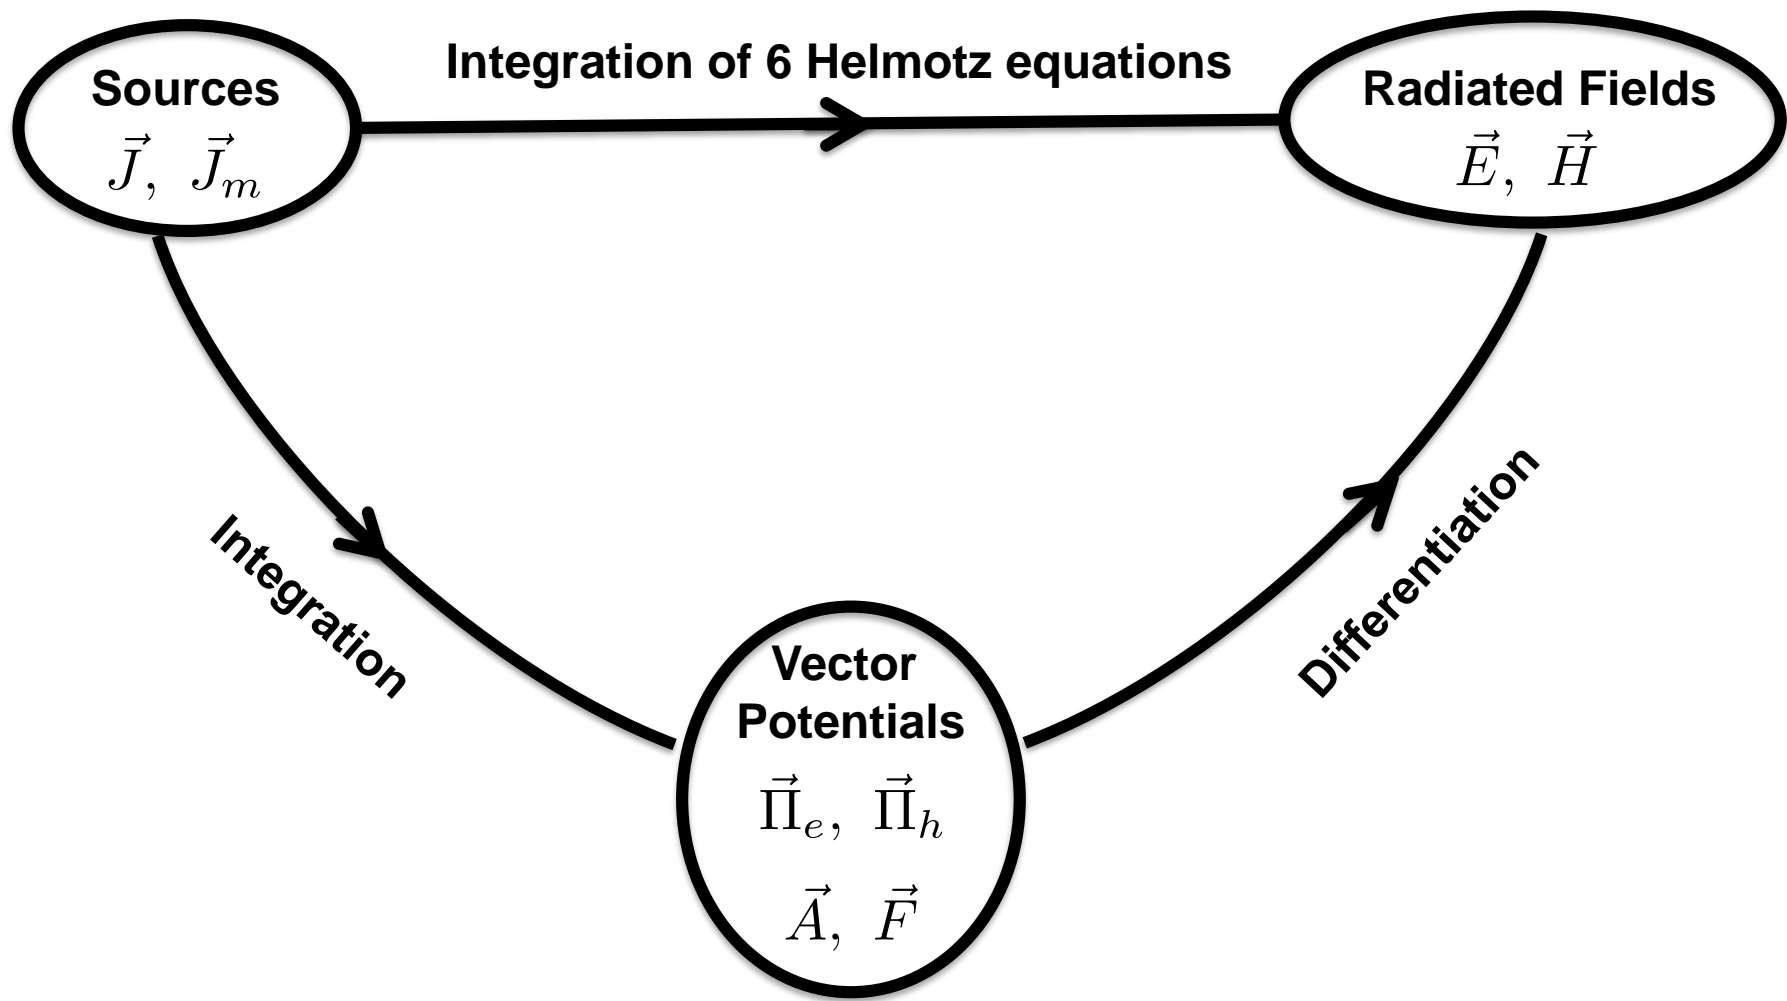 Integration of 6 Helmotz equations
Sources
J⃗, J⃗_m
Radiated Fields
E⃗, H⃗
Integration
Differentiation
Vector
Potentials
Π⃗_e, Π⃗_h
A⃗, F⃗